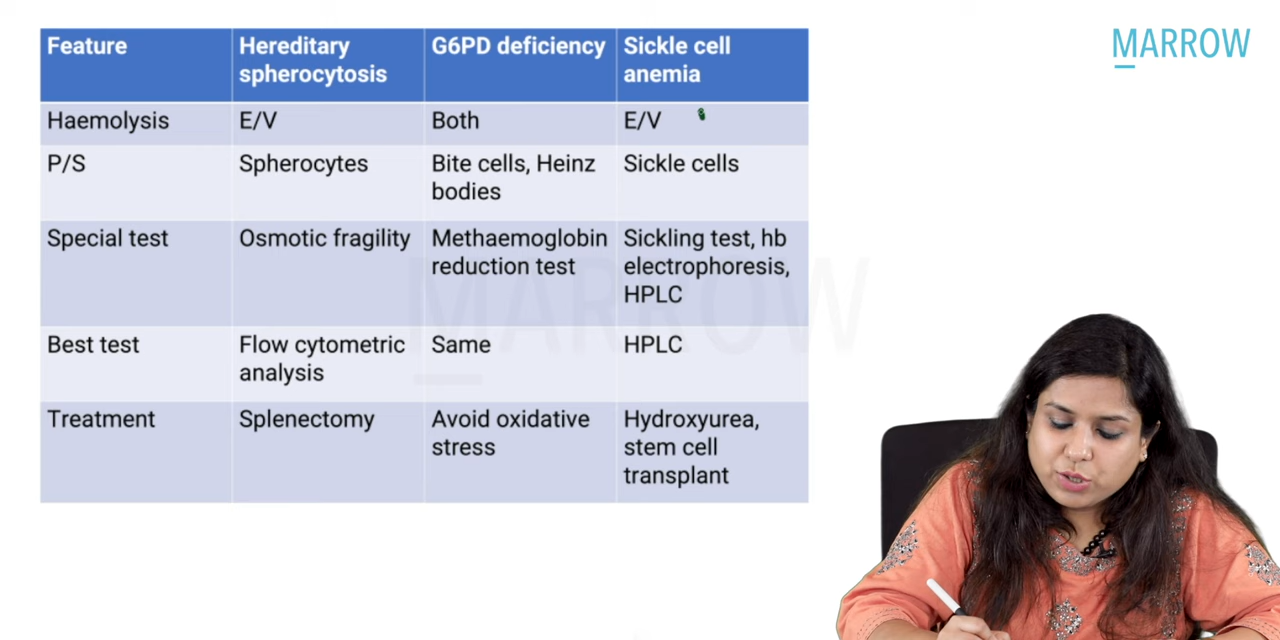 MARROW
Feature
Hereditary
spherocytosis
G6PD deficiency
Sickle cell
anemia
Haemolysis
E/V
Both
E/V
P/S
Spherocytes
Bite cells, Heinz
bodies
Sickle cells
Special test
Osmotic fragility
Methaemoglobin
reduction test
Sickling test, hb
electrophoresis,
HPLC
Best test
Flow cytometric
analysis
Same
HPLC
Treatment
Splenectomy
Avoid oxidative
stress
Hydroxyurea,
stem cell
transplant
MARROW